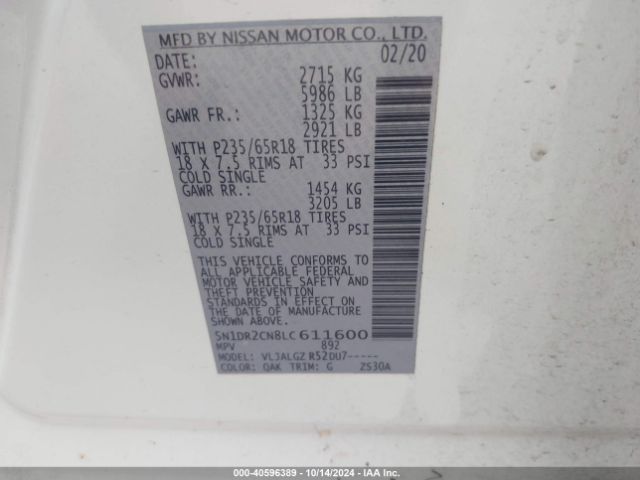 MFD BY NISSAN MOTOR CO., LTD.
DATE: 02/20
GVWR: 2715 KG
5986 LB
GAWR FR.: 1325 KG
2921 LB
WITH P235/65R18 TIRES
18 X 7.5 RIMS AT 33 PSI
COLD SINGLE
GAWR RR.: 1454 KG
3205 LB
WITH P235/65R18 TIRES
18 X 7.5 RIMS AT 33 PSI
COLD SINGLE
THIS VEHICLE CONFORMS TO
ALL APPLICABLE FEDERAL
MOTOR VEHICLE SAFETY AND
THEFT PREVENTION
STANDARDS IN EFFECT ON
THE DATE OF MANUFACTURE
SHOWN ABOVE.
5N1DR2CN8LC611600
MPV 892
MODEL: VLJALGZ R52DU7-----
COLOR: QAK TRIM: G ZS30A
000-40596389 - 10/14/2024 - IAA Inc.